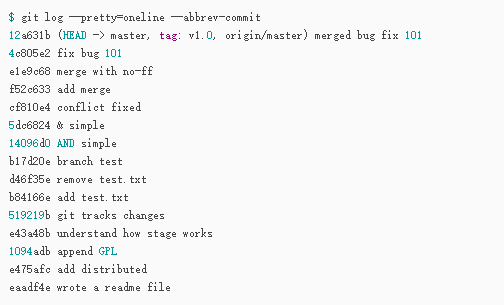 $ git log --pretty=oneline --abbrev-commit
12a631b (HEAD -> master, tag: v1.0, origin/master) merged bug fix 101
4c805e2 fix bug 101
e1e9c68 merge with no-ff
f52c633 add merge
cf810e4 conflict fixed
5dc6824 & simple
14096d0 AND simple
b17d20e branch test
d46f35e remove test.txt
b84166e add test.txt
519219b git tracks changes
e43a48b understand how stage works
1094adb append GPL
e475afc add distributed
eaadf4e wrote a readme file